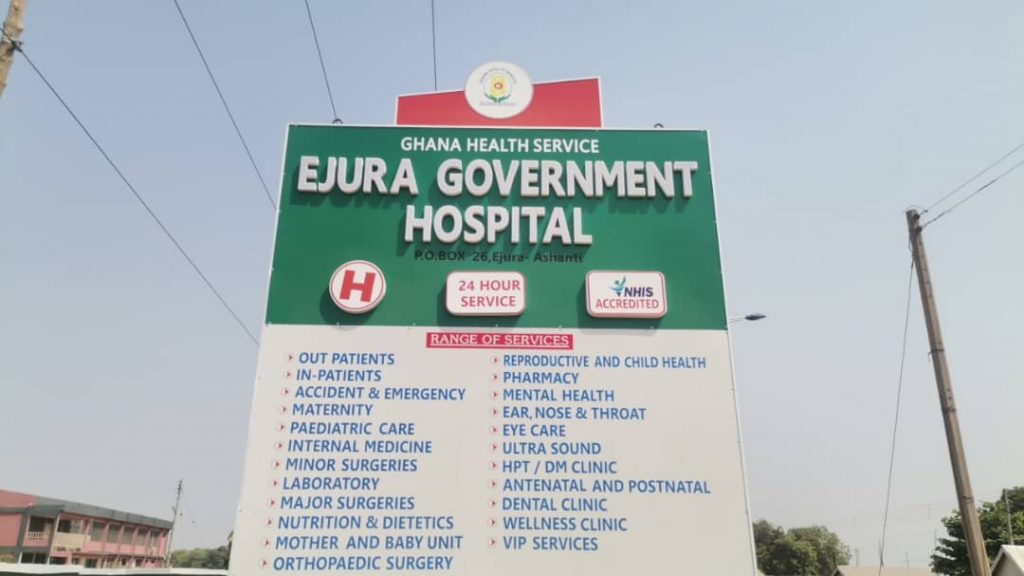 GHANA HEALTH SERVICE
EJURA GOVERNMENT
HOSPITAL
P.O.BOX 26,Ejura- Ashanti
H
24 HOUR
SERVICE
NHIS
ACCREDITED
RANGE OF SERVICES
OUT PATIENTS
IN-PATIENTS
ACCIDENT & EMERGENCY
MATERNITY
PAEDIATRIC CARE
INTERNAL MEDICINE
MINOR SURGERIES
LABORATORY
MAJOR SURGERIES
NUTRITION & DIETETICS
MOTHER AND BABY UNIT
ORTHOPAEDIC SURGERY
REPRODUCTIVE AND CHILD HEALTH
PHARMACY
MENTAL HEALTH
EAR, NOSE & THROAT
EYE CARE
ULTRA SOUND
HPT / DM CLINIC
ANTENATAL AND POSTNATAL
DENTAL CLINIC
WELLNESS CLINIC
VIP SERVICES